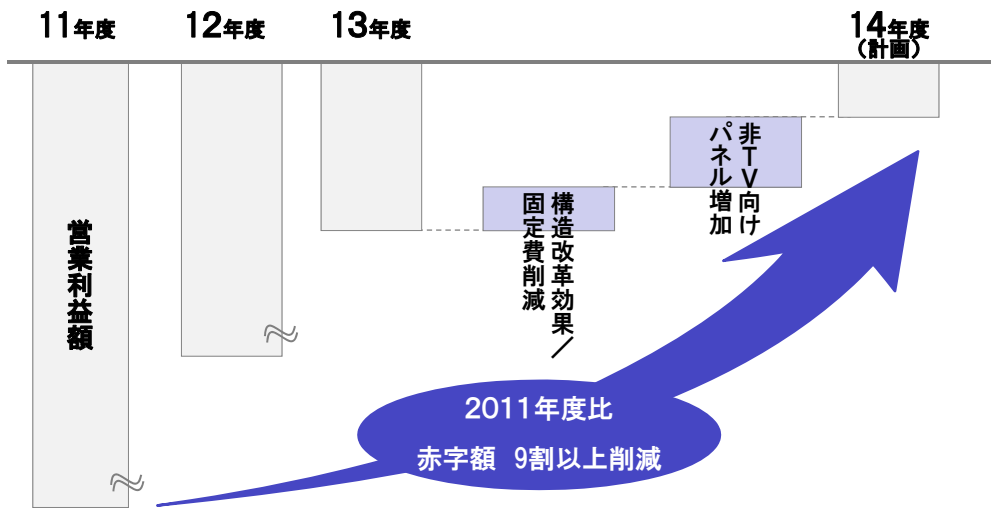 11年度
12年度
13年度
14年度
(計画)
営業利益額
構造改革効果／
固定費削減
非ＴＶ向け
パネル増加
2011年度比
赤字額 9割以上削減